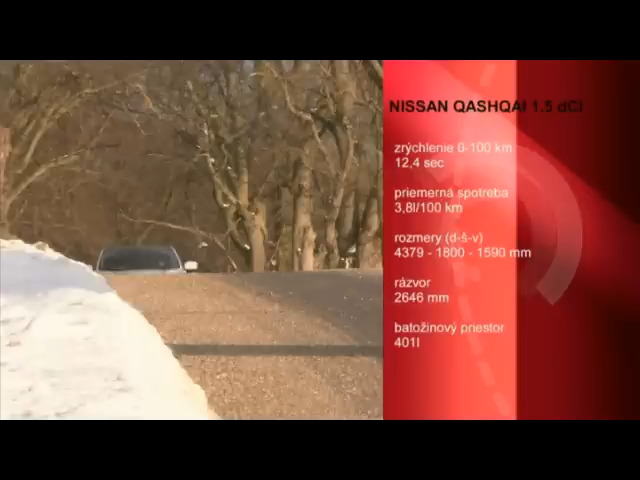 NISSAN QASHQAI 1.5 dCi
zrýchlenie 0-100 km
12,4 sec
priemerná spotreba
3,8l/100 km
rozmery (d-š-v)
4379 - 1800 - 1590 mm
rázvor
2646 mm
batožinový priestor
401l